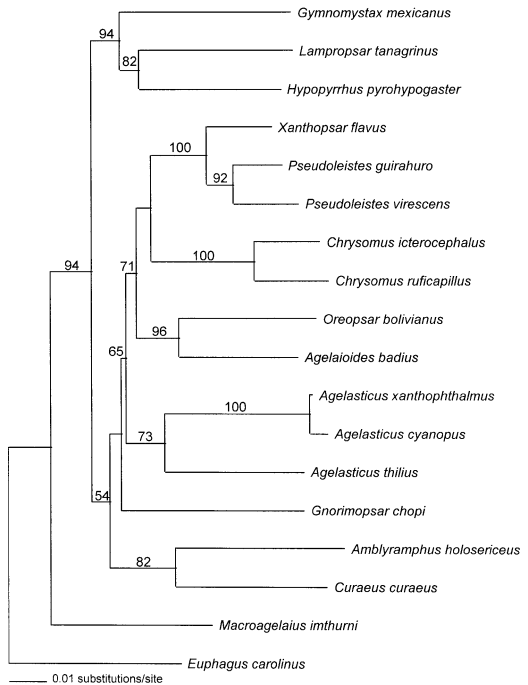 94
Gymnomystax mexicanus
82
Lampropsar tanagrinus
Hypopyrrhus pyrohypogaster
Xanthopsar flavus
100
Pseudoleistes guirahuro
92
Pseudoleistes virescens
Chrysomus icterocephalus
100
94
71
Chrysomus ruficapillus
Oreopsar bolivianus
96
65
Agelaioides badius
Agelasticus xanthophthalmus
100
Agelasticus cyanopus
73
Agelasticus thilius
54
Gnorimopsar chopi
Amblyramphus holosericeus
82
Curaeus curaeus
Macroagelaius imthurni
Euphagus carolinus
0.01 substitutions/site